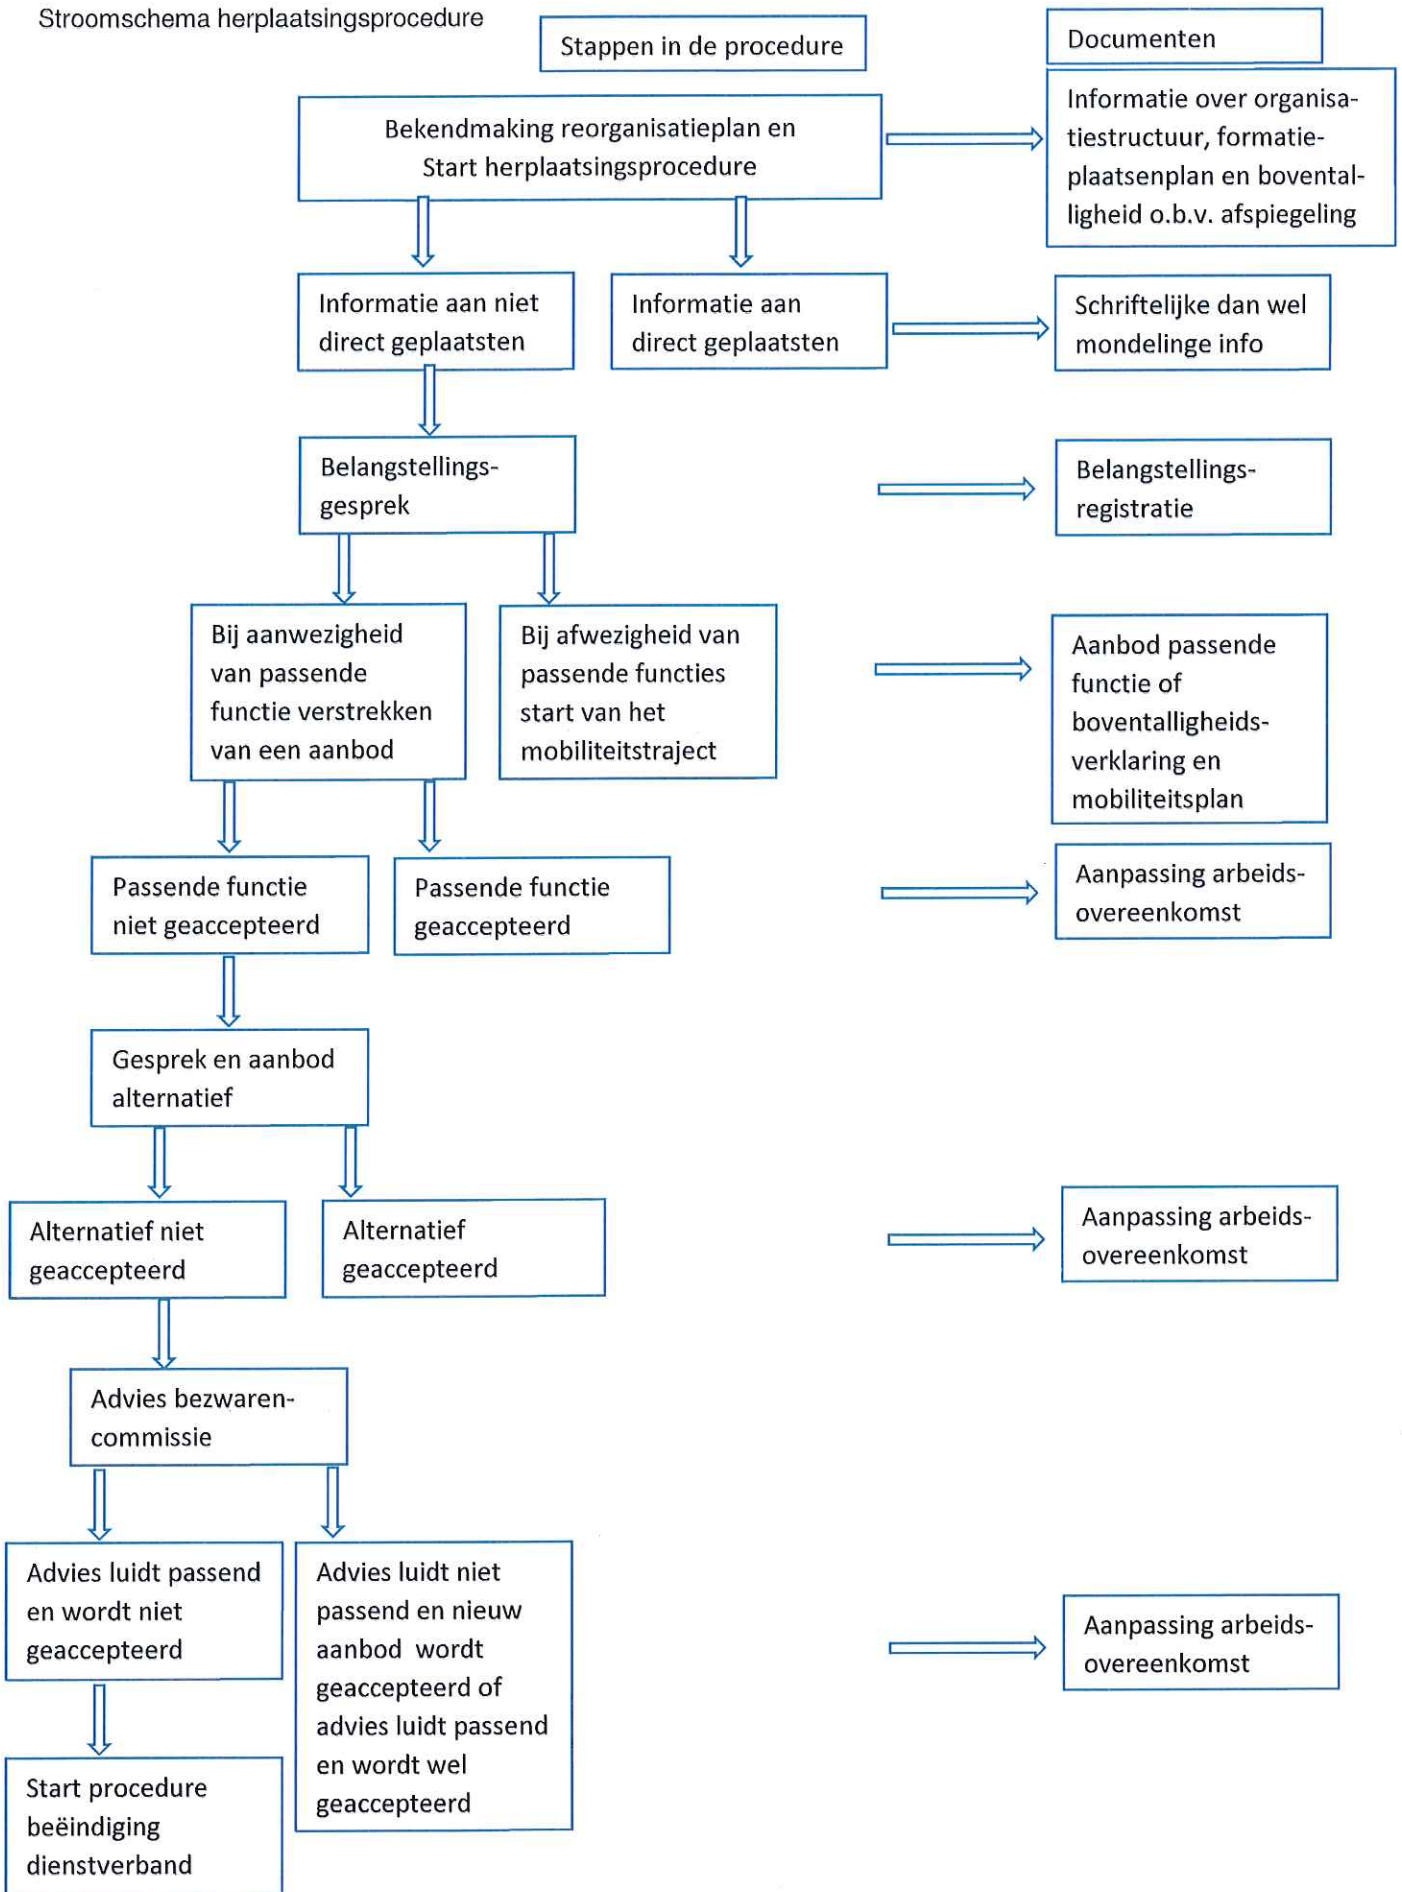 Stroomschema herplaatsingsprocedure
Stappen in de procedure
Documenten
Bekendmaking reorganisatieplan en
Start herplaatsingsprocedure
Informatie over organisa-
tiestructuur, formatie-
plaatsenplan en bovental-
ligheid o.b.v. afspiegeling
Informatie aan niet
direct geplaatsten
Informatie aan
direct geplaatsten
Schriftelijke dan wel
mondelinge info
Belangstellings-
gesprek
Belangstellings-
registratie
Bij aanwezigheid
van passende
functie verstrekken
van een aanbod
Bij afwezigheid van
passende functies
start van het
mobiliteitstraject
Aanbod passende
functie of
boventalligheids-
verklaring en
mobiliteitsplan
Passende functie
niet geaccepteerd
Passende functie
geaccepteerd
Aanpassing arbeids-
overeenkomst
Gesprek en aanbod
alternatief
Alternatief niet
geaccepteerd
Alternatief
geaccepteerd
Aanpassing arbeids-
overeenkomst
Advies bezwaren-
commissie
Advies luidt passend
en wordt niet
geaccepteerd
Advies luidt niet
passend en nieuw
aanbod wordt
geaccepteerd of
advies luidt passend
en wordt wel
geaccepteerd
Aanpassing arbeids-
overeenkomst
Start procedure
beëindiging
dienstverband